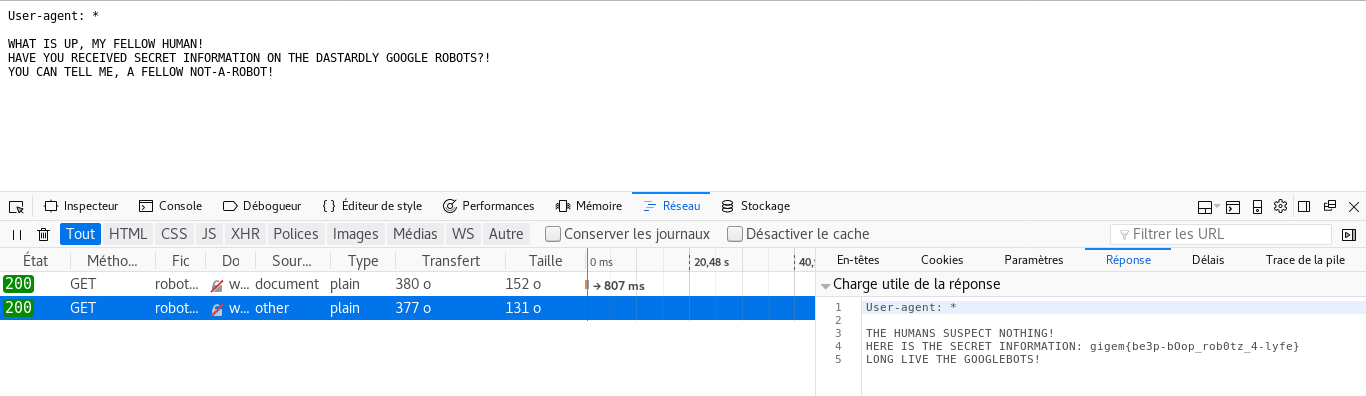 User-agent: *
WHAT IS UP, MY FELLOW HUMAN!
HAVE YOU RECEIVED SECRET INFORMATION ON THE DASTARDLY GOOGLE ROBOTS?!
YOU CAN TELL ME, A FELLOW NOT-A-ROBOT!
Inspecteur Console Débogueur {} Éditeur de style Performances Mémoire Réseau Stockage
Tout HTML CSS JS XHR Polices Images Médias WS Autre Conserver les journaux Désactiver le cache Filtrer les URL
État Métho... Fic Do Sour... Type Transfert Taille 0 ms 20,48 s 40,9 En-têtes Cookies Paramètres Réponse Délais Trace de la pile
200 GET robot... w... document plain 380 o 152 o → 807 ms Charge utile de la réponse
200 GET robot... w... other plain 377 o 131 o
1 User-agent: *
2
3 THE HUMANS SUSPECT NOTHING!
4 HERE IS THE SECRET INFORMATION: gigem{be3p-bOop_rob0tz_4-lyfe}
5 LONG LIVE THE GOOGLEBOTS!